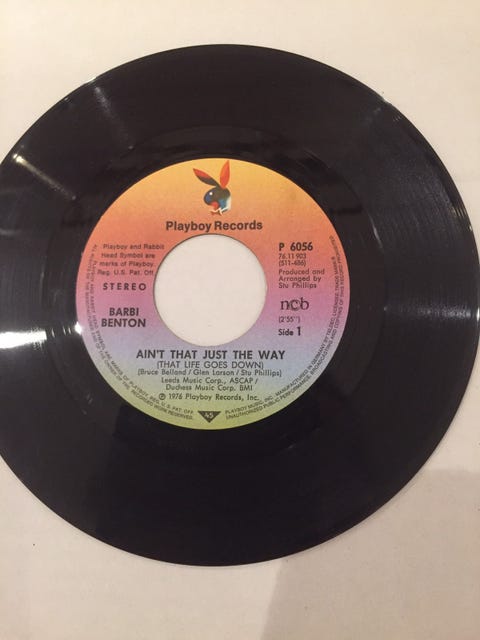 Playboy Records
Playboy and Rabbit
Head Symbol are
marks of Playboy,
Reg. U.S. Pat. Off.
STEREO
BARBI
BENTON
P 6056
76.11 903
(511-486)
Produced and
Arranged by
Stu Phillips
ncb
(2'55")
Side 1
AIN'T THAT JUST THE WAY
(THAT LIFE GOES DOWN)
(Bruce Belland / Glen Larson / Stu Phillips)
Leeds Music Corp., ASCAP /
Duchess Music Corp. BMI
℗ 1976 Playboy Records, Inc.
45